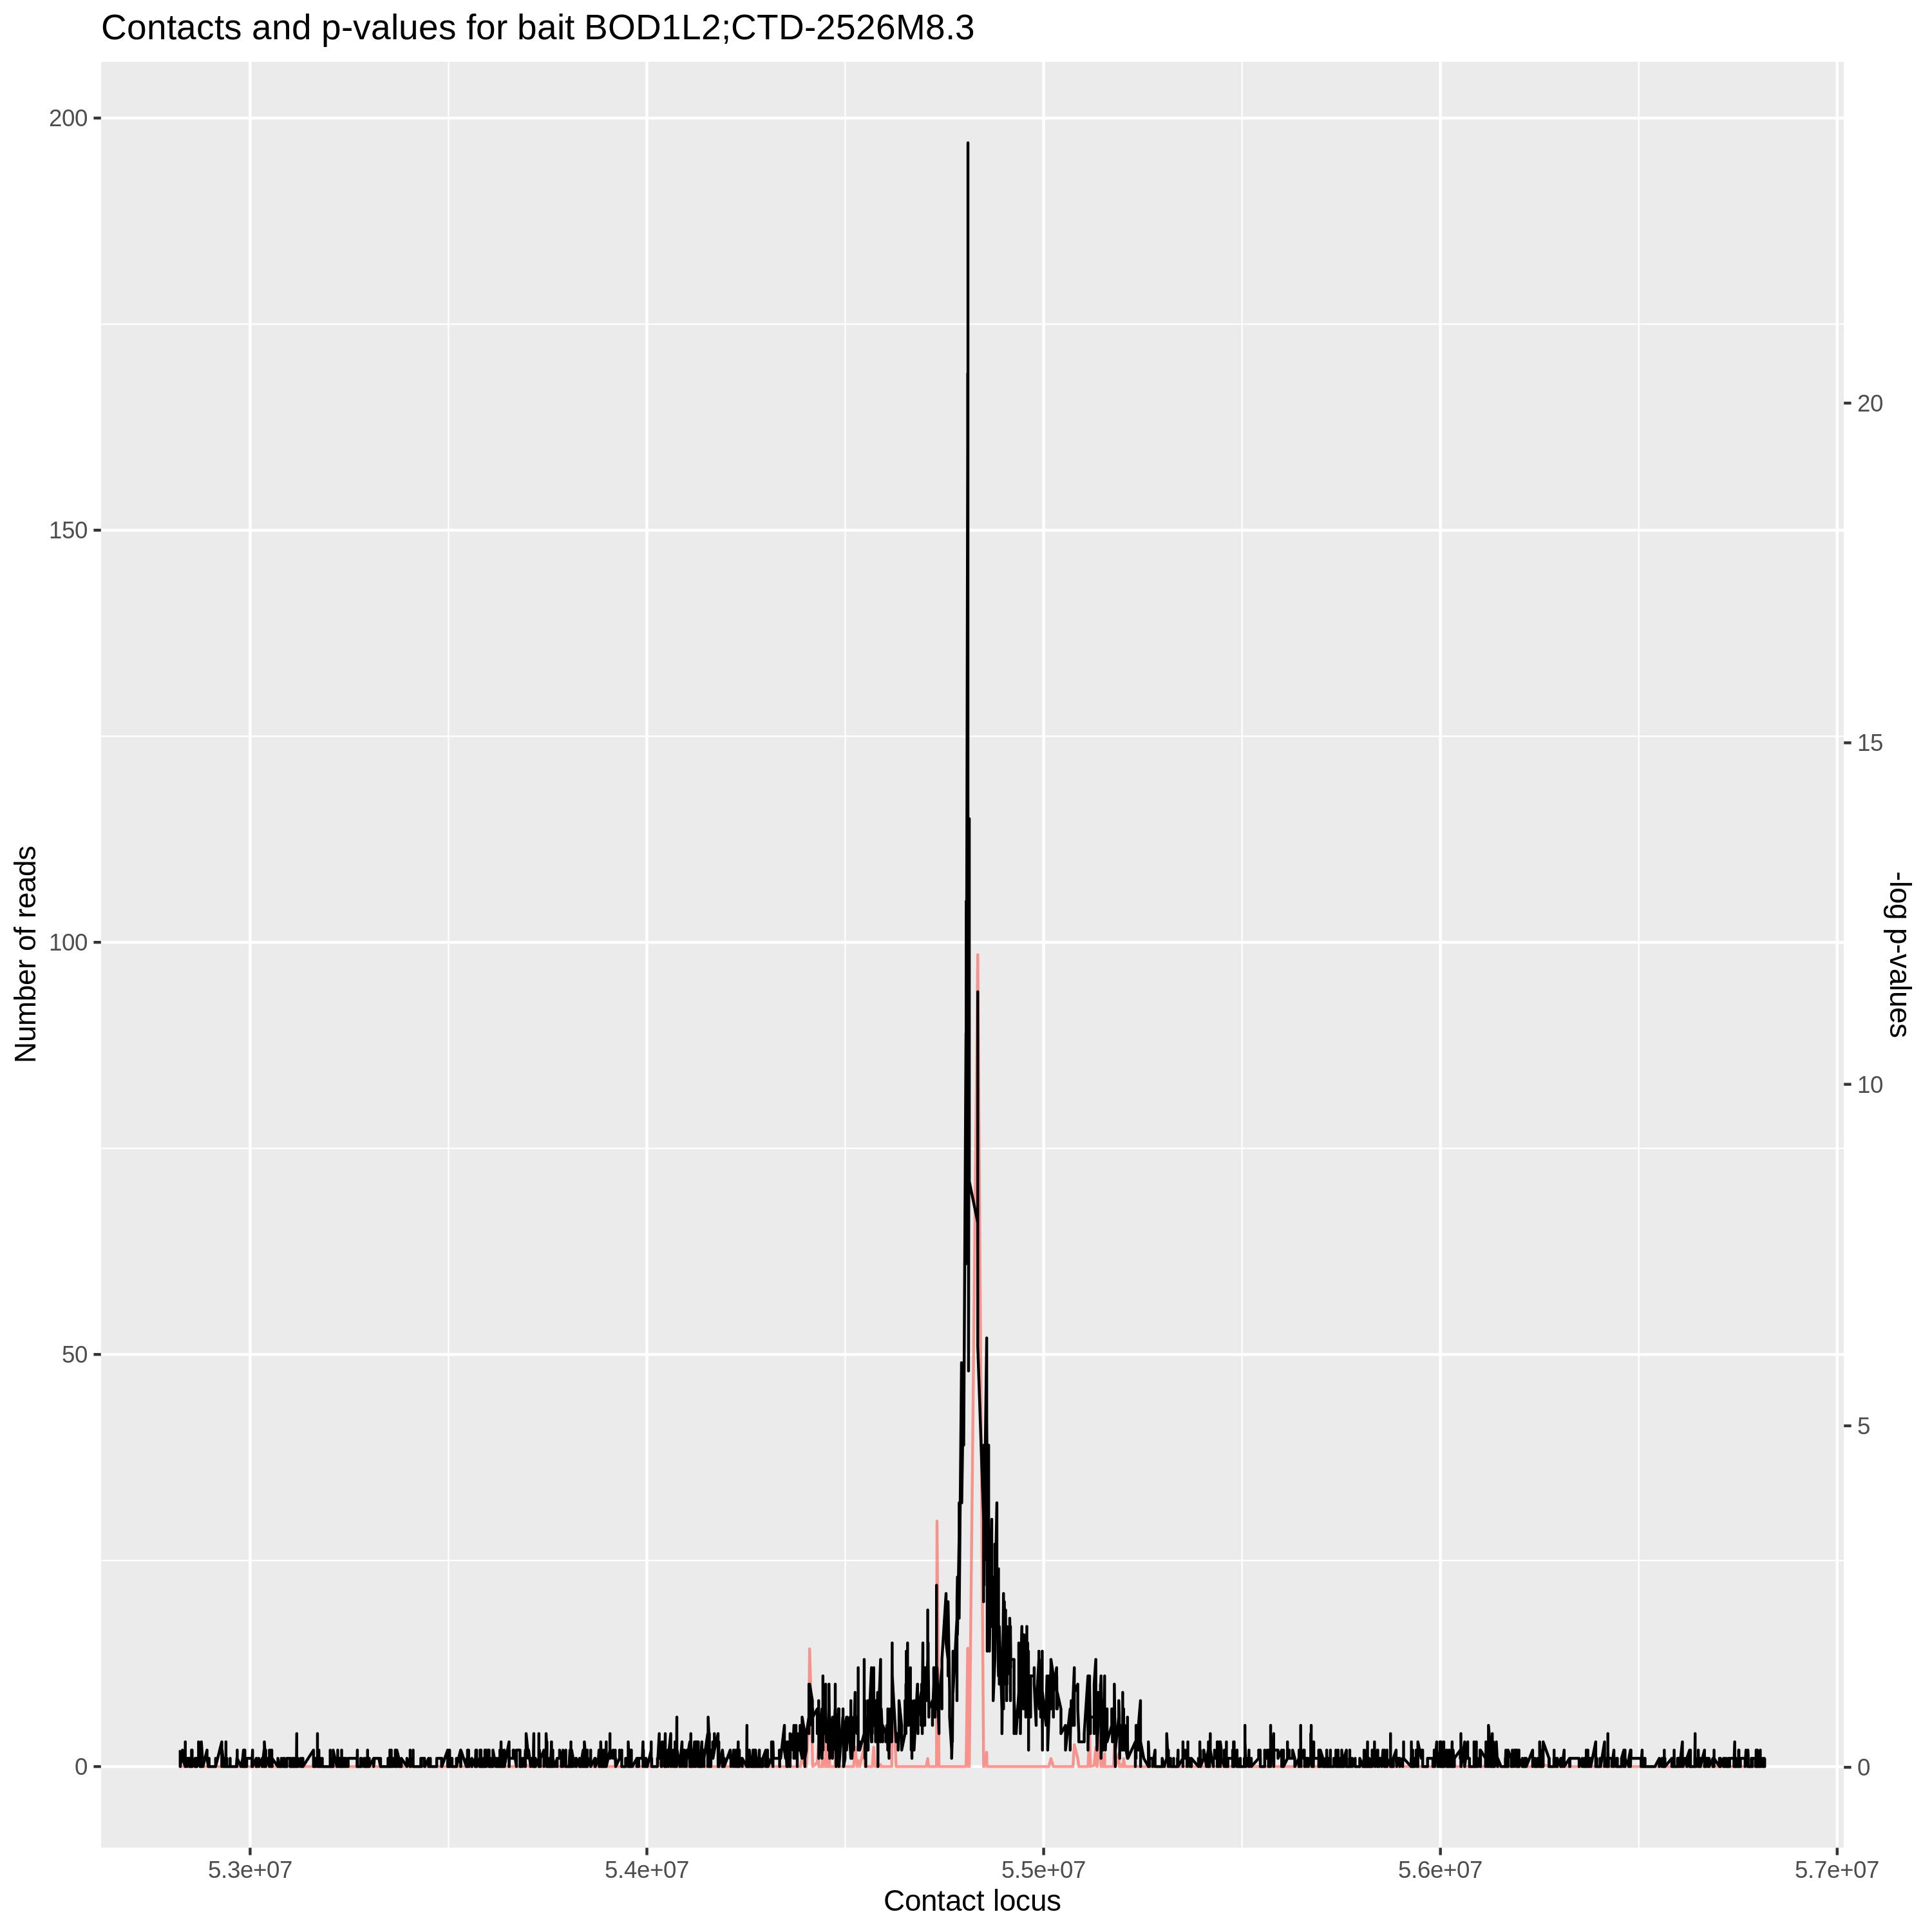 Contacts and p-values for bait BOD1L2;CTD-2526M8.3
200
150
100
50
0
Number of reads
20
15
10
5
0
-log p-values
5.3e+07
5.4e+07
5.5e+07
5.6e+07
5.7e+07
Contact locus